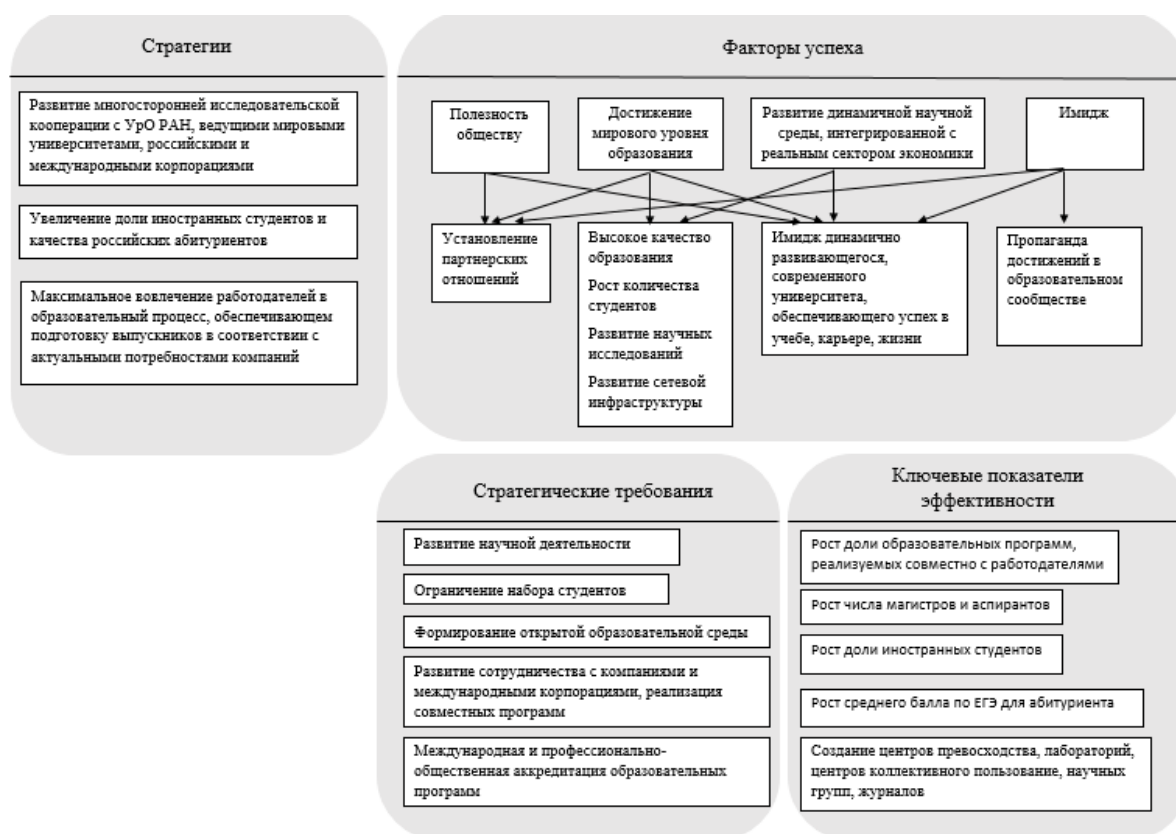 Стратегии
Развитие многосторонней исследовательской
кооперации с УрО РАН, ведущими мировыми
университетами, российскими и
международными корпорациями
Увеличение доли иностранных студентов и
качества российских абитуриентов
Максимальное вовлечение работодателей в
образовательный процесс, обеспечивающем
подготовку выпускников в соответствии с
актуальными потребностями компаний
Факторы успеха
Полезность
обществу
Достижение
мирового уровня
образования
Развитие динамичной научной
среды, интегрированной с
реальным сектором экономики
Имидж
Установление
партнерских
отношений
Высокое качество
образования
Рост количества
студентов
Развитие научных
исследований
Развитие сетевой
инфраструктуры
Имидж динамично
развивающегося,
современного
университета,
обеспечивающего успех в
учебе, карьере, жизни
Пропаганда
достижений в
образовательном
сообществе
Стратегические требования
Развитие научной деятельности
Ограничение набора студентов
Формирование открытой образовательной среды
Развитие сотрудничества с компаниями и
международными корпорациями, реализация
совместных программ
Международная и профессионально-
общественная аккредитация образовательных
программ
Ключевые показатели
эффективности
Рост доли образовательных программ,
реализуемых совместно с работодателями
Рост числа магистров и аспирантов
Рост доли иностранных студентов
Рост среднего балла по ЕГЭ для абитуриента
Создание центров превосходства, лабораторий,
центров коллективного пользование, научных
групп, журналов